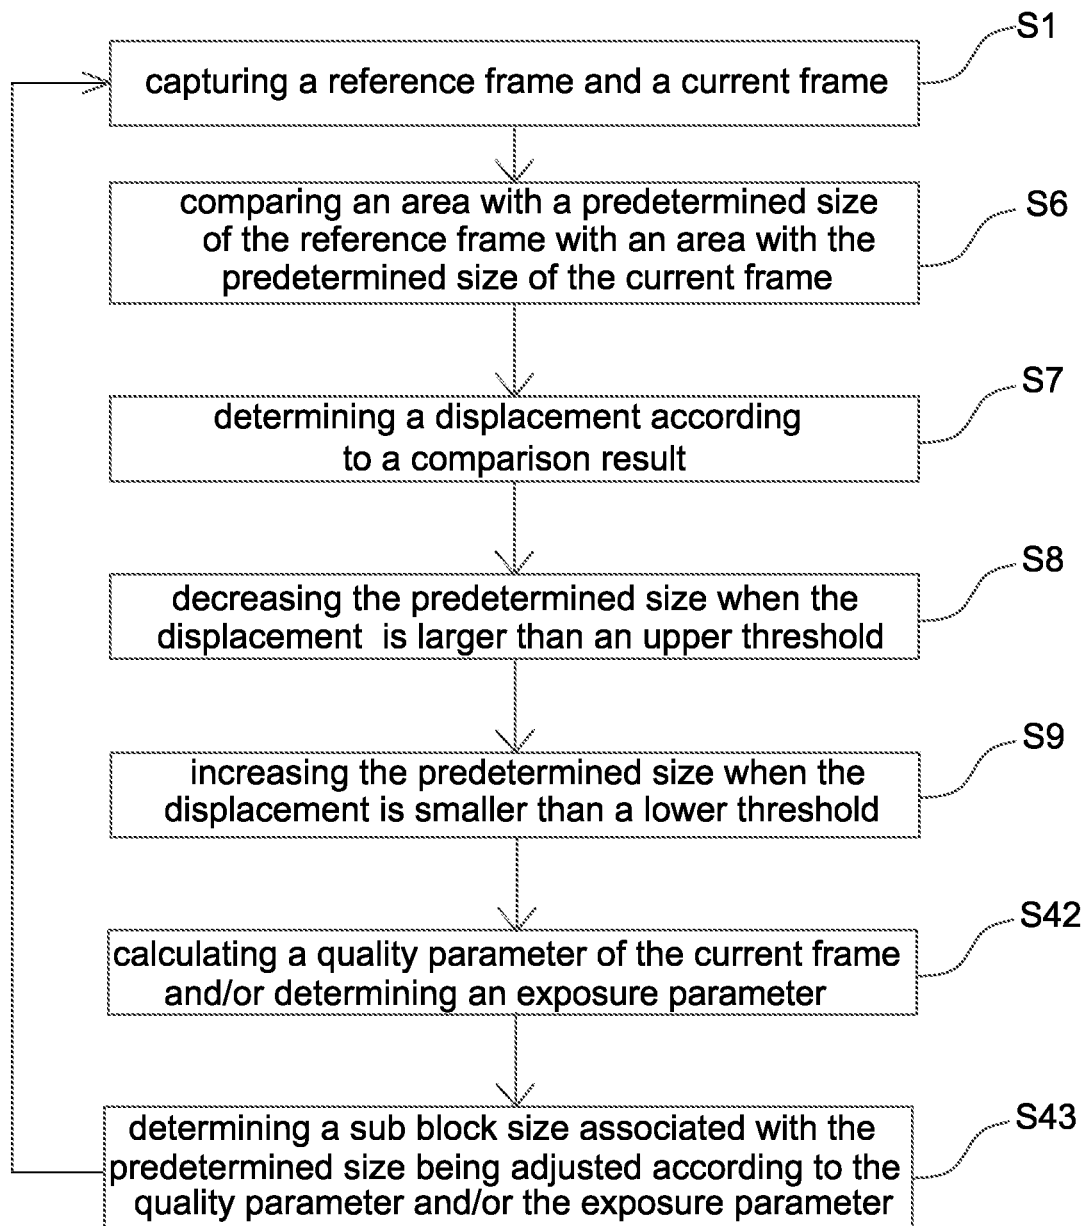 S1
capturing a reference frame and a current frame
comparing an area with a predetermined size
of the reference frame with an area with the
predetermined size of the current frame
S6
S7
determining a displacement according
to a comparison result
S8
decreasing the predetermined size when the
displacement is larger than an upper threshold
S9
increasing the predetermined size when the
displacement is smaller than a lower threshold
S42
calculating a quality parameter of the current frame
and/or determining an exposure parameter
S43
determining a sub block size associated with the
predetermined size being adjusted according to the
quality parameter and/or the exposure parameter